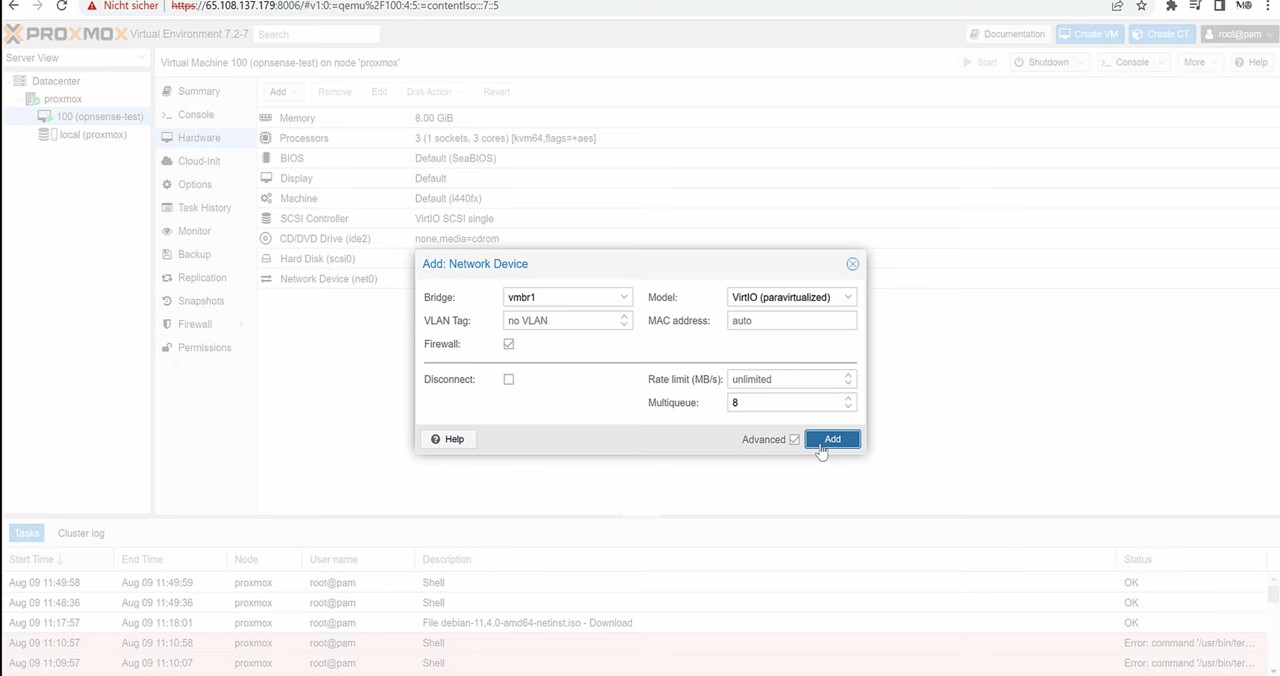 Nicht sicher | https://65.108.137.179:8006/#v1:0:=qemu%2F100:4:5:=contentIso:::7::5
PROXMOX Virtual Environment 7.2-7 Search Documentation Create VM Create CT root@pam
Server View
Virtual Machine 100 (opnsense-test) on node 'proxmox' Start Shutdown Console More Help
Datacenter
proxmox
100 (opnsense-test)
local (proxmox)
Summary
Console
Hardware
Cloud-Init
Options
Task History
Monitor
Backup
Replication
Snapshots
Firewall
Permissions
Add Remove Edit Disk Action Revert
Memory 8.00 GiB
Processors 3 (1 sockets, 3 cores) [kvm64,flags=+aes]
BIOS Default (SeaBIOS)
Display Default
Machine Default (i440fx)
SCSI Controller VirtIO SCSI single
CD/DVD Drive (ide2) none,media=cdrom
Hard Disk (scsi0)
Network Device (net0)
Add: Network Device
Bridge: vmbr1 Model: VirtIO (paravirtualized)
VLAN Tag: no VLAN MAC address: auto
Firewall:
Disconnect: Rate limit (MB/s): unlimited
Multiqueue: 8
Help Advanced Add
Tasks Cluster log
Start Time End Time Node User name Description Status
Aug 09 11:49:58 Aug 09 11:49:59 proxmox root@pam Shell OK
Aug 09 11:48:36 Aug 09 11:49:36 proxmox root@pam Shell OK
Aug 09 11:17:57 Aug 09 11:18:01 proxmox root@pam File debian-11.4.0-amd64-netinst.iso - Download OK
Aug 09 11:10:57 Aug 09 11:10:58 proxmox root@pam Shell Error: command '/usr/bin/ter...
Aug 09 11:09:57 Aug 09 11:10:07 proxmox root@pam Shell Error: command '/usr/bin/ter...